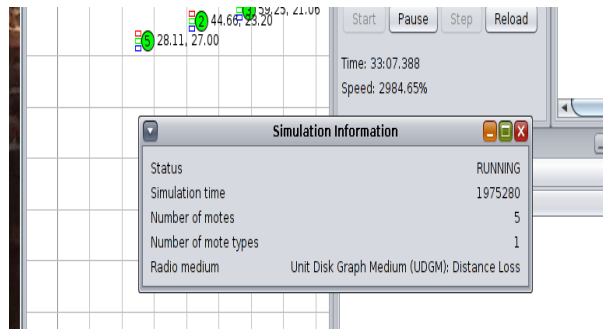 3 59.25, 21.06
2 44.66, 23.20
5 28.11, 27.00
Start Pause Step Reload
Time: 33:07.388
Speed: 2984.65%
Simulation Information
Status RUNNING
Simulation time 1975280
Number of motes 5
Number of mote types 1
Radio medium Unit Disk Graph Medium (UDGM): Distance Loss